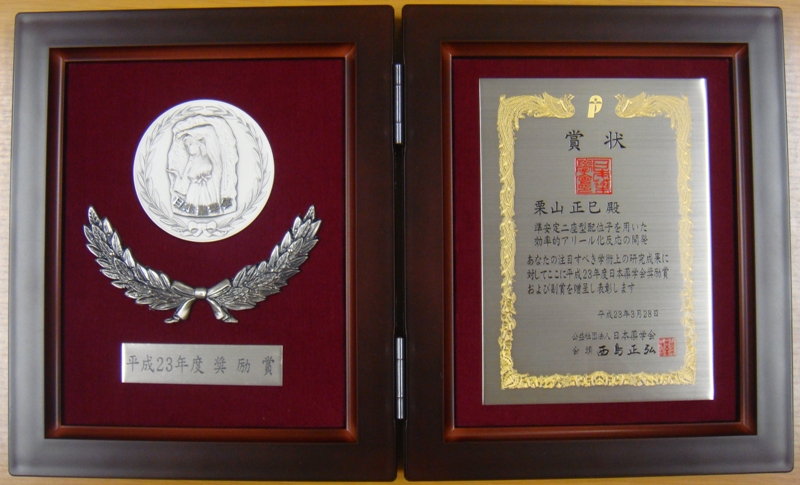 平成23年度 奨励賞
賞状
栗山正巳 殿
準安定二座型配位子を用いた
効率的アリール化反応の開発
あなたの注目すべき学術上の研究成果に
対してここに平成23年度日本薬学会奨励賞
および副賞を贈呈し表彰します
平成23年3月28日
公益社団法人 日本薬学会
会頭 西島正弘